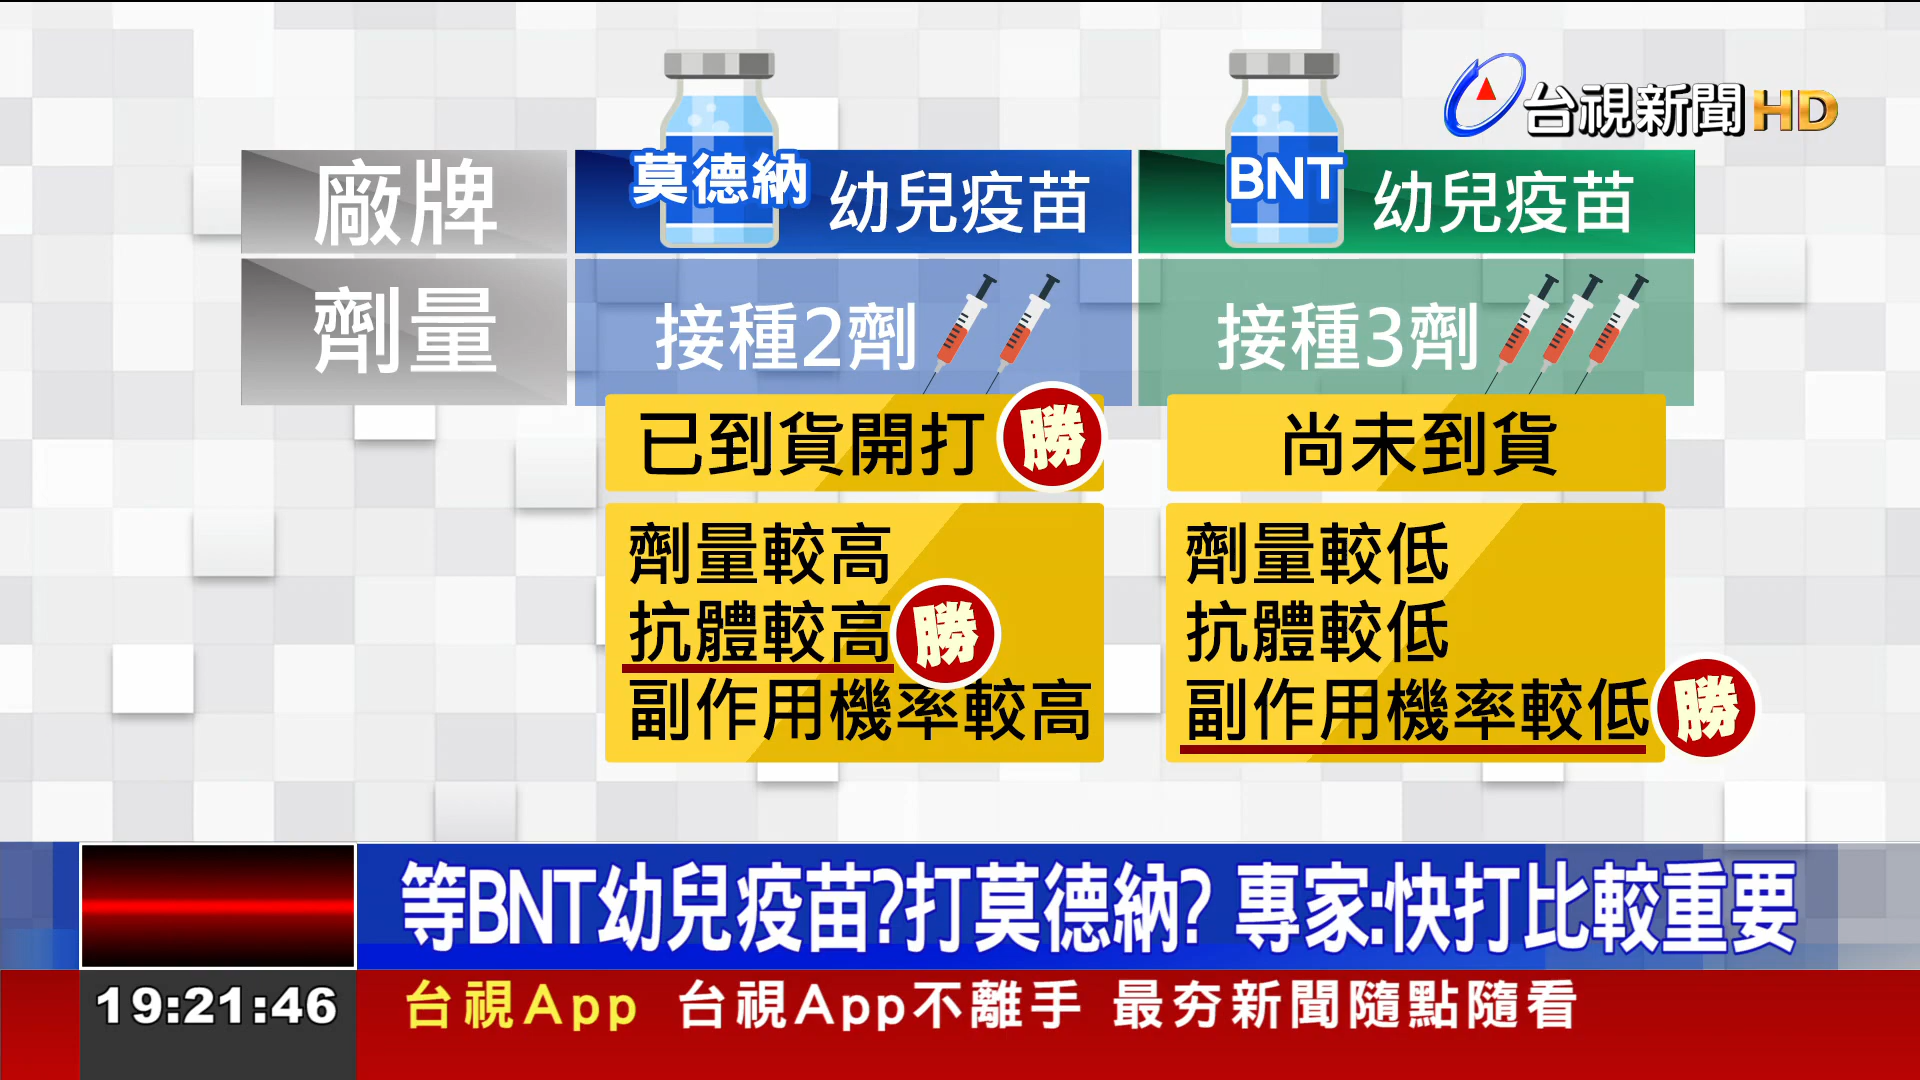 台視新聞HD
廠牌
莫德納 幼兒疫苗
BNT 幼兒疫苗
劑量
接種2劑
接種3劑
已到貨開打 勝
尚未到貨
劑量較高
抗體較高 勝
副作用機率較高
劑量較低
抗體較低
副作用機率較低 勝
等BNT幼兒疫苗?打莫德納? 專家:快打比較重要
19:21:46
台視App 台視App不離手 最夯新聞隨點隨看